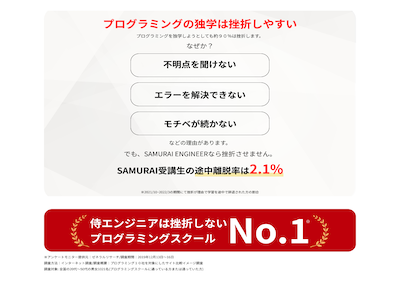 プログラミングの独学は挫折しやすい
プログラミングを独学しようとしても約90%は挫折します。
なぜか？
不明点を聞けない
エラーを解決できない
モチベが続かない
などの理由があります。
でも、SAMURAI ENGINEERなら挫折させません。
SAMURAI受講生の途中離脱率は2.1%
侍エンジニアは挫折しない
プログラミングスクール
No.1